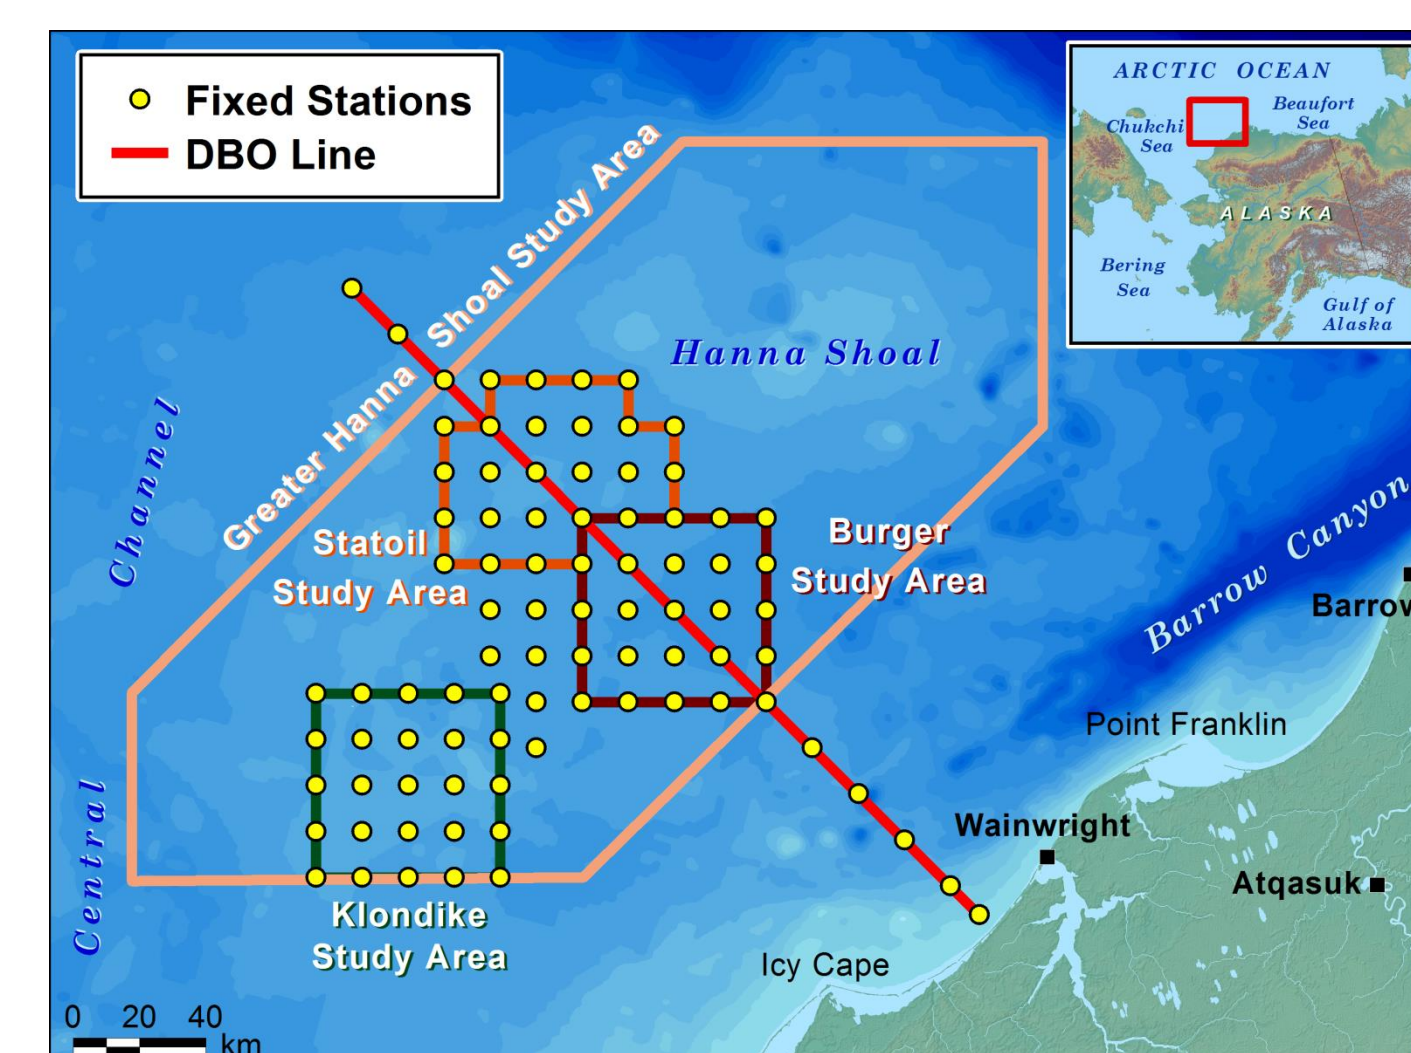 Fixed Stations
DBO Line
ARCTIC OCEAN
Beaufort
Sea
Chukchi
Sea
ALASKA
Bering
Sea
Gulf of
Alaska
Greater Hanna Shoal Study Area
Hanna Shoal
Central Channel
Statoil
Study Area
Burger
Study Area
Barrow Canyon
Barrow
Point Franklin
Wainwright
Atqasuk
Klondike
Study Area
Icy Cape
0 20 40
km